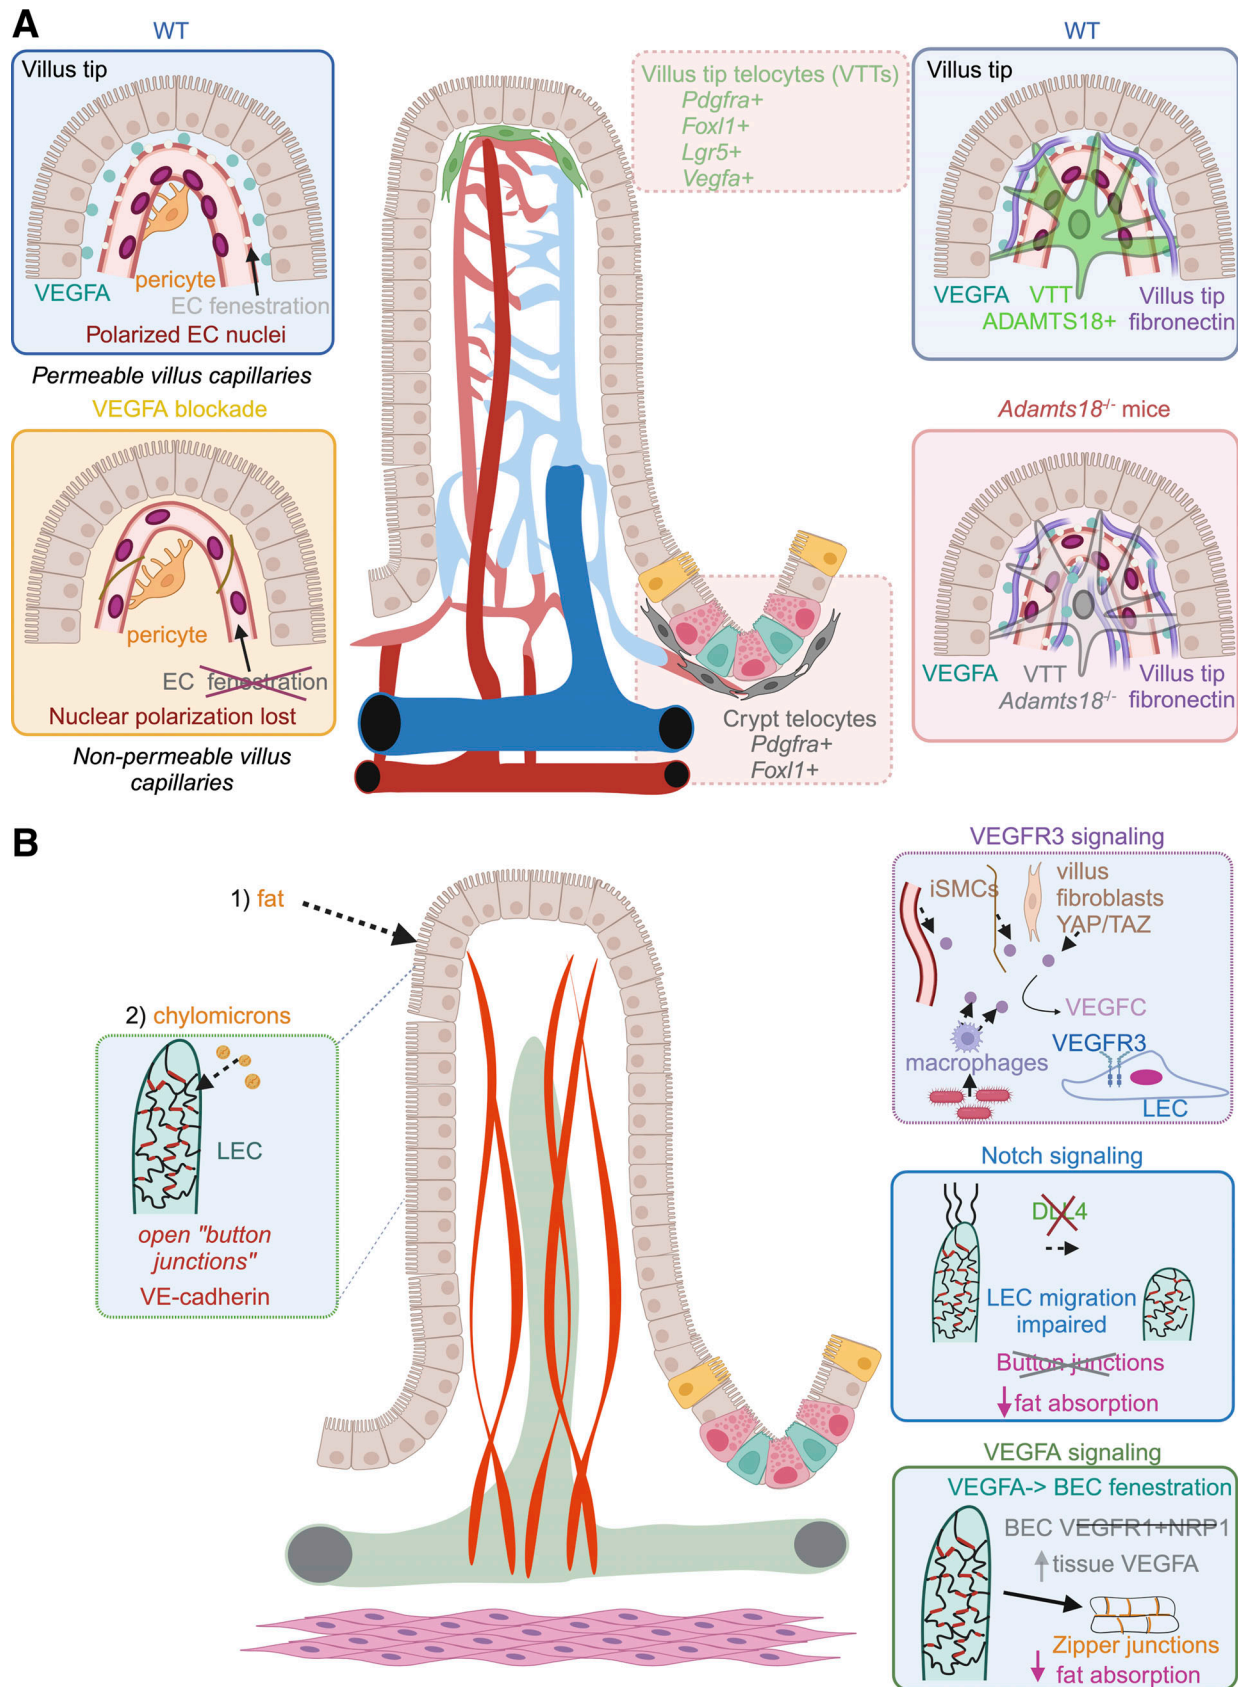 A
WT
Villus tip
VEGFA
pericyte
EC fenestration
Polarized EC nuclei
Permeable villus capillaries
VEGFA blockade
pericyte
EC fenestration
Nuclear polarization lost
Non-permeable villus
capillaries
Villus tip telocytes (VTTs)
Pdgfra+
Foxl1+
Lgr5+
Vegfa+
Crypt telocytes
Pdgfra+
Foxl1+
WT
Villus tip
VEGFA
VTT
ADAMTS18+
Villus tip
fibronectin
Adamts18-/- mice
VEGFA
VTT
Adamts18-/-
Villus tip
fibronectin
B
1) fat
2) chylomicrons
LEC
open "button
junctions"
VE-cadherin
VEGFR3 signaling
iSMCs
villus
fibroblasts
YAP/TAZ
VEGFC
macrophages
VEGFR3
LEC
Notch signaling
DLL4
LEC migration
impaired
Button junctions
fat absorption
VEGFA signaling
VEGFA-> BEC fenestration
BEC VEGFR1+NRP1
tissue VEGFA
Zipper junctions
fat absorption